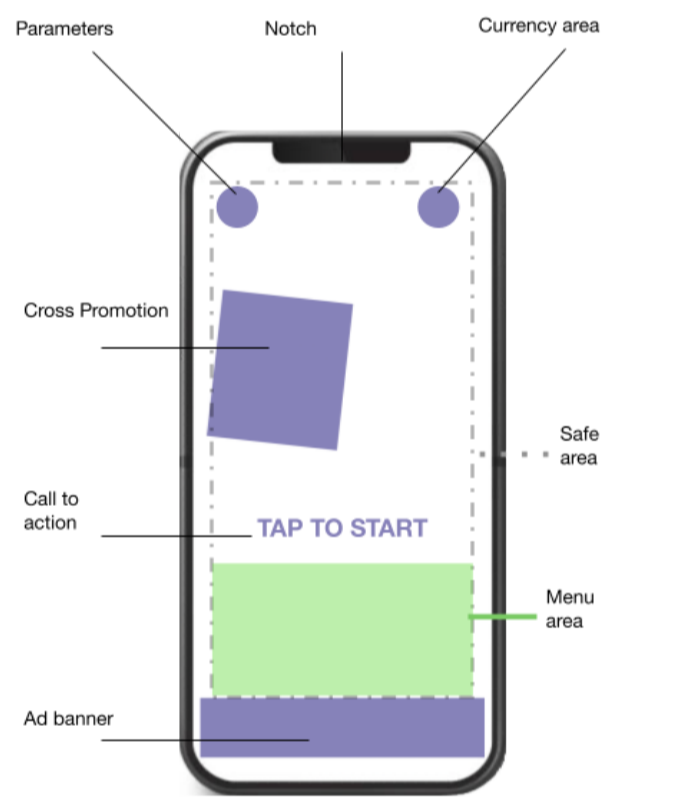 Parameters
Notch
Currency area
Cross Promotion
Safe
area
Call to
action
TAP TO START
Menu
area
Ad banner